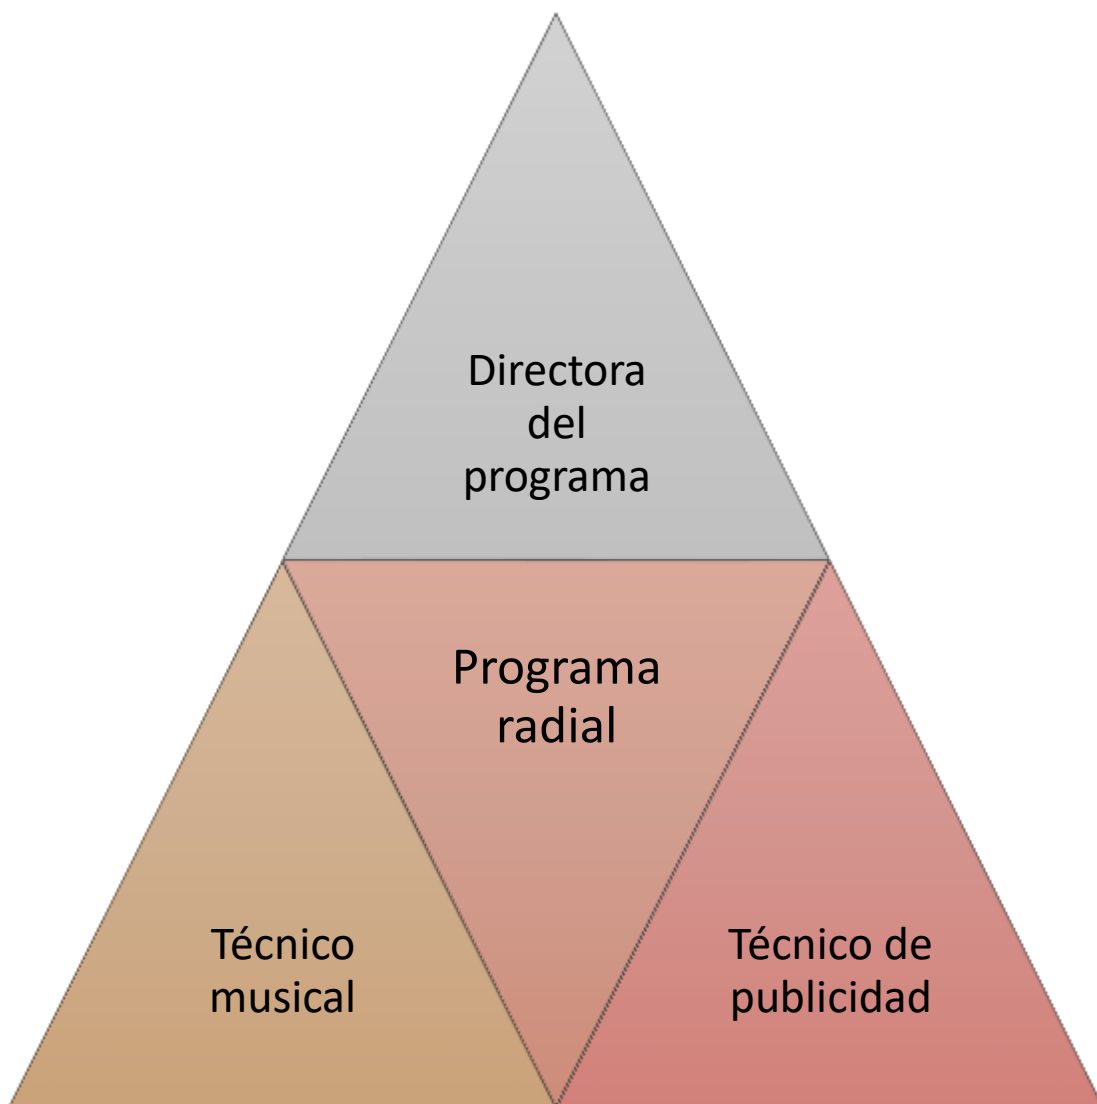 Directora
del
programa
Programa
radial
Técnico
musical
Técnico de
publicidad